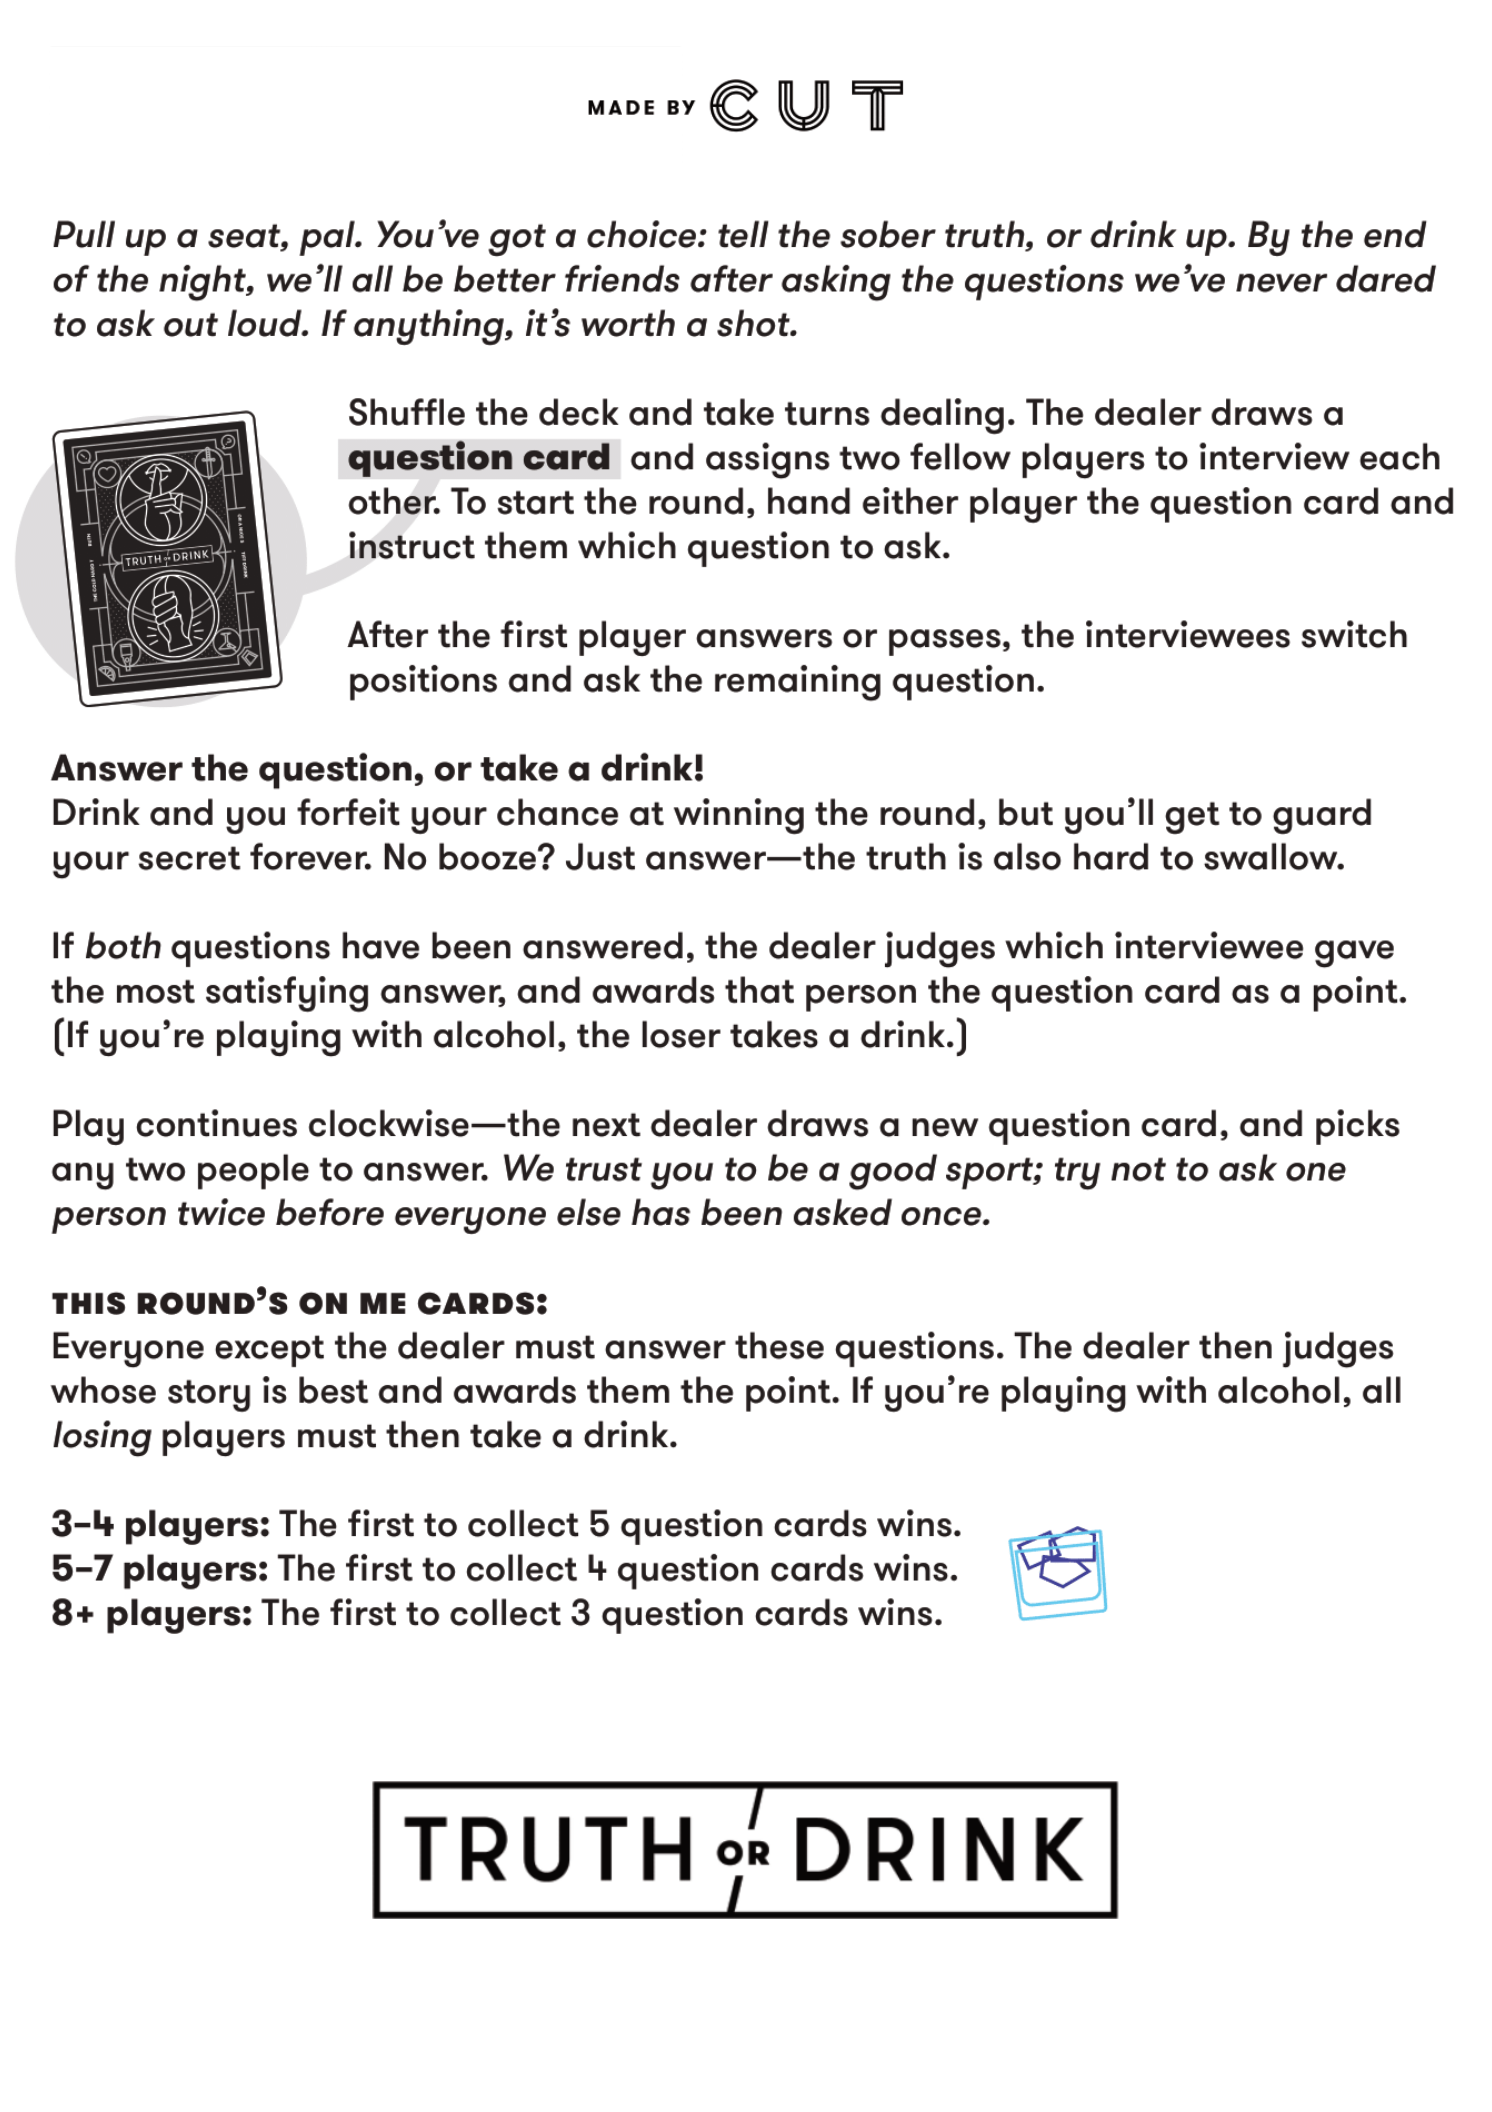 MADE BY CUT
Pull up a seat, pal. You’ve got a choice: tell the sober truth, or drink up. By the end
of the night, we’ll all be better friends after asking the questions we’ve never dared
to ask out loud. If anything, it’s worth a shot.
Shuffle the deck and take turns dealing. The dealer draws a
question card and assigns two fellow players to interview each
other. To start the round, hand either player the question card and
instruct them which question to ask.
TRUTH OR DRINK
After the first player answers or passes, the interviewees switch
positions and ask the remaining question.
Answer the question, or take a drink!
Drink and you forfeit your chance at winning the round, but you’ll get to guard
your secret forever. No booze? Just answer—the truth is also hard to swallow.
If both questions have been answered, the dealer judges which interviewee gave
the most satisfying answer, and awards that person the question card as a point.
(If you’re playing with alcohol, the loser takes a drink.)
Play continues clockwise—the next dealer draws a new question card, and picks
any two people to answer. We trust you to be a good sport; try not to ask one
person twice before everyone else has been asked once.
THIS ROUND’S ON ME CARDS:
Everyone except the dealer must answer these questions. The dealer then judges
whose story is best and awards them the point. If you’re playing with alcohol, all
losing players must then take a drink.
3–4 players: The first to collect 5 question cards wins.
5–7 players: The first to collect 4 question cards wins.
8+ players: The first to collect 3 question cards wins.
TRUTH OR DRINK